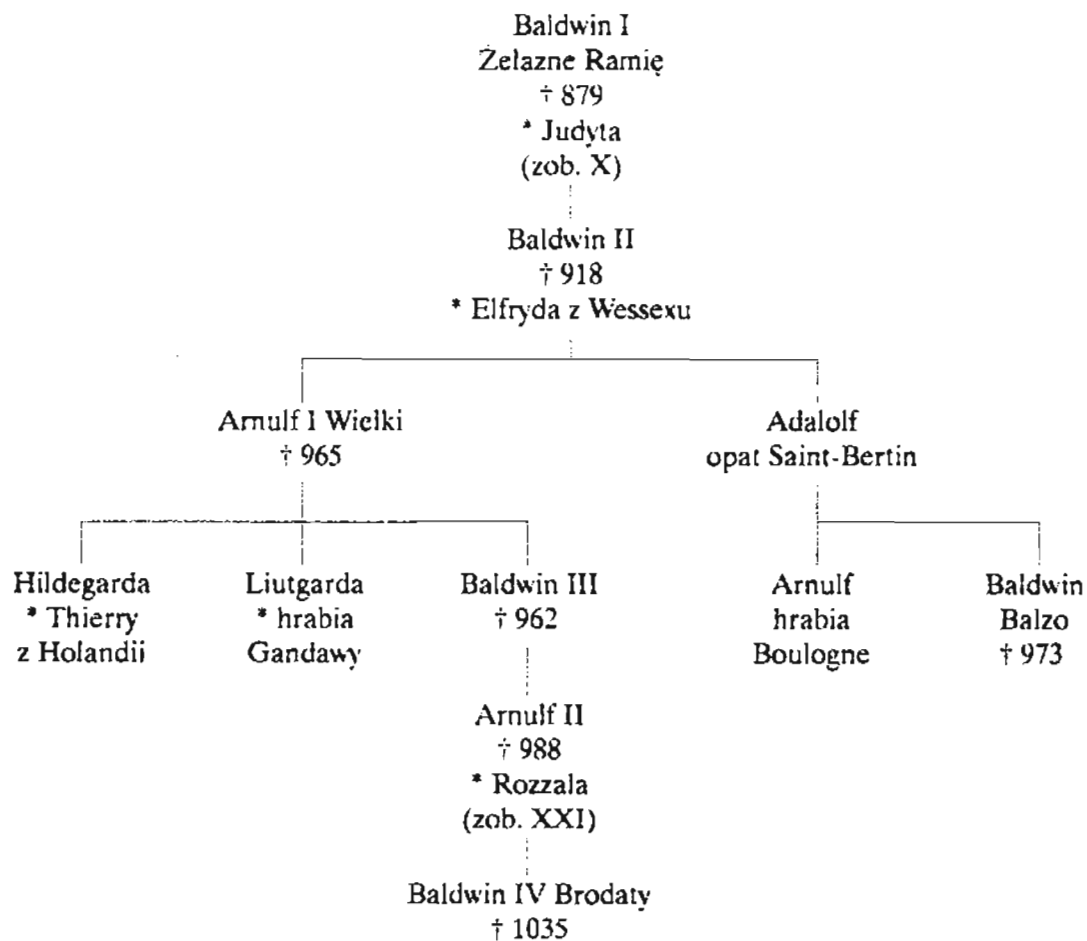 Baldwin I
Żelazne Ramię
† 879
* Judyta
(zob. X)
Baldwin II
† 918
* Elfryda z Wessexu
Arnulf I Wielki
† 965
Adalolf
opat Saint-Bertin
Hildegarda
* Thierry
z Holandii
Liutgarda
* hrabia
Gandawy
Baldwin III
† 962
Arnulf
hrabia
Boulogne
Baldwin
Balzo
† 973
Arnulf II
† 988
* Rozzala
(zob. XXI)
Baldwin IV Brodaty
† 1035